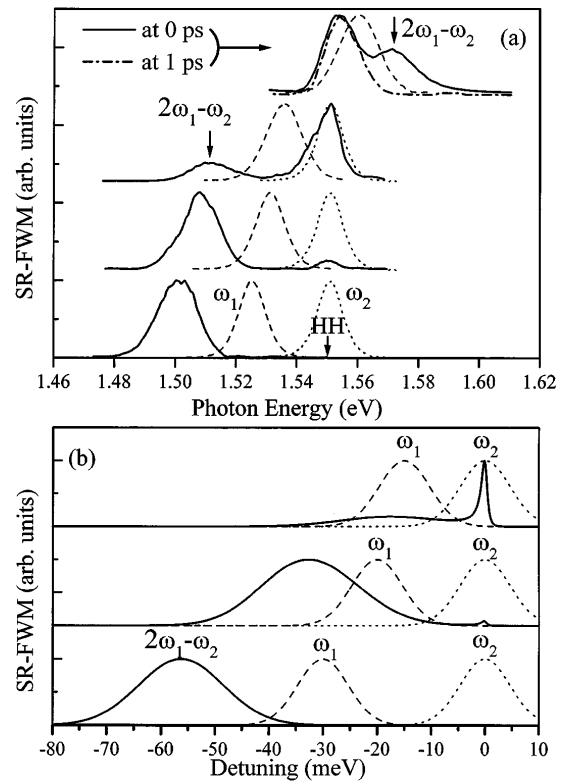 at 0 ps
at 1 ps
2ω₁-ω₂
(a)
2ω₁-ω₂
ω₁
ω₂
HH
SR-FWM (arb. units)
1.46 1.48 1.50 1.52 1.54 1.56 1.58 1.60 1.62
Photon Energy (eV)
(b)
ω₁
ω₂
ω₁
ω₂
2ω₁-ω₂
ω₁
ω₂
SR-FWM (arb. units)
-80 -70 -60 -50 -40 -30 -20 -10 0 10
Detuning (meV)